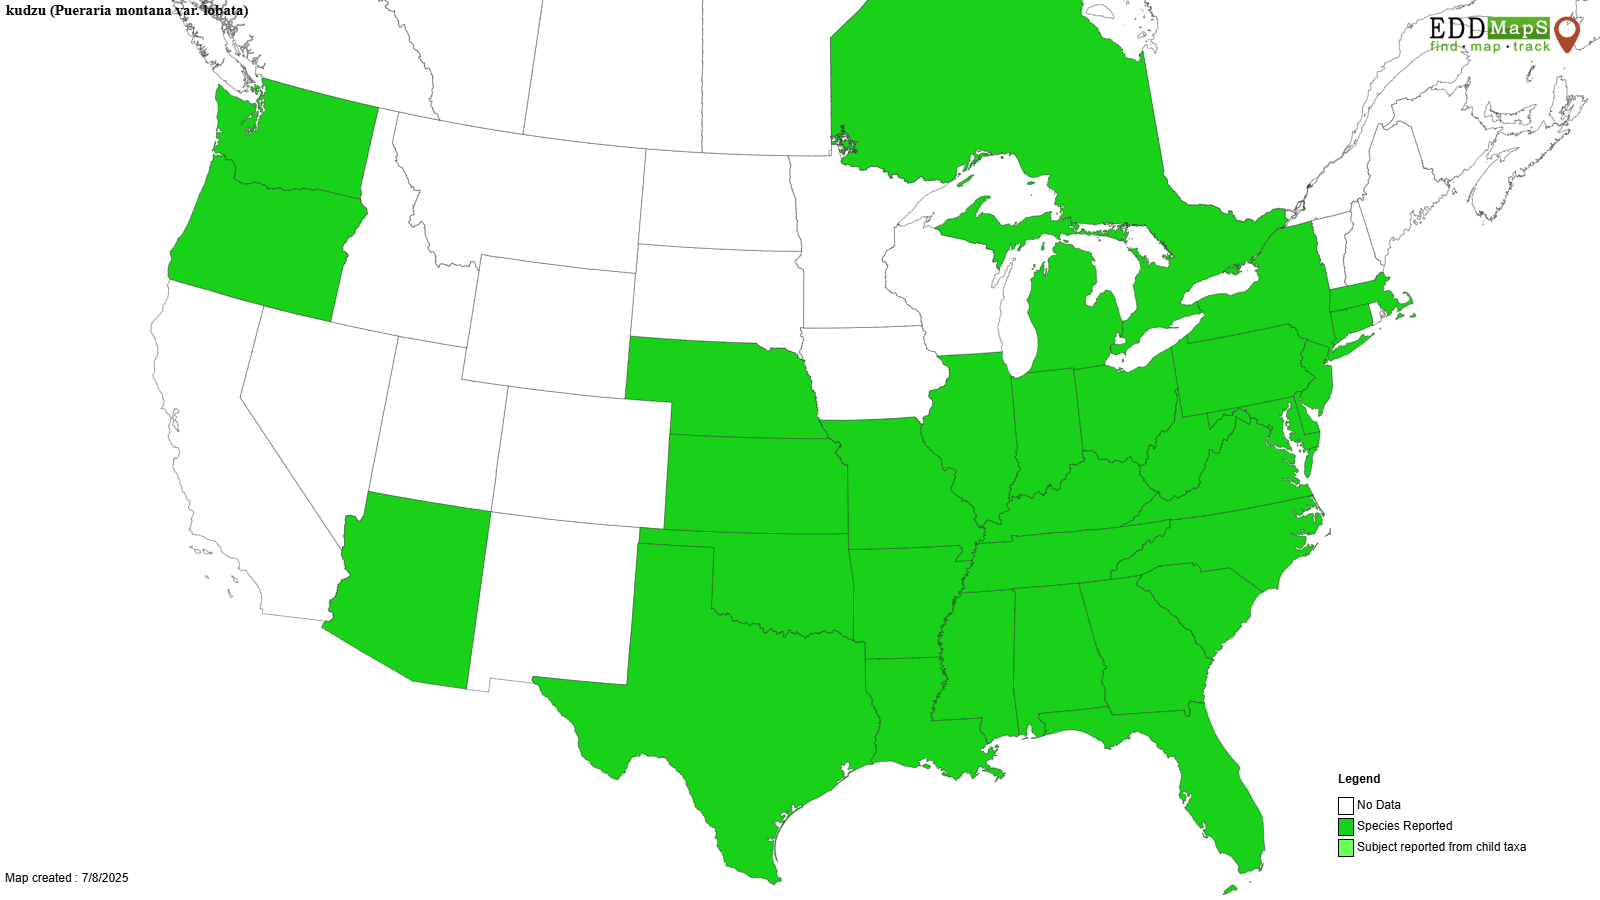 kudzu (Pueraria montana var. lobata)
EDDMapS
find · map · track
Legend
No Data
Species Reported
Subject reported from child taxa
Map created : 7/8/2025